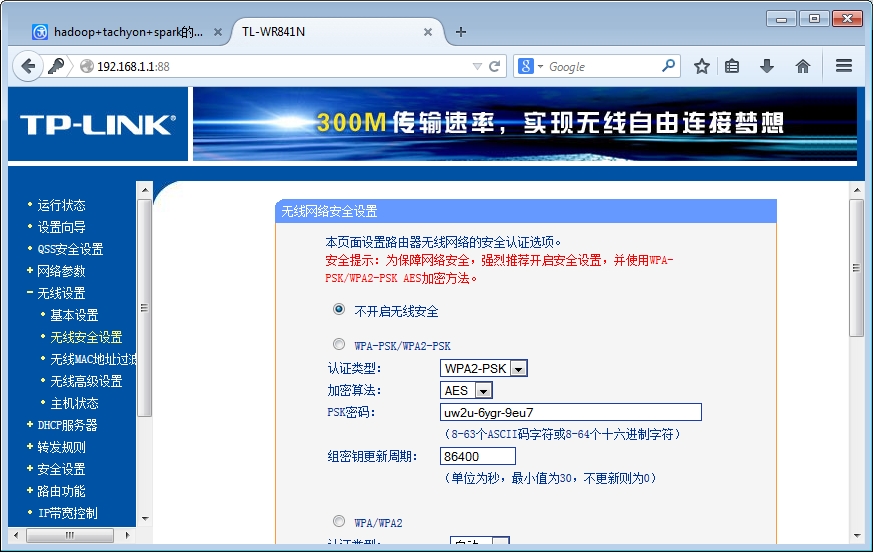 hadoop+tachyon+spark的...
TL-WR841N
192.168.1.1:88
Google
TP-LINK®
300M传输速率，实现无线自由连接梦想
运行状态
设置向导
QSS安全设置
网络参数
无线设置
基本设置
无线安全设置
无线MAC地址过滤
无线高级设置
主机状态
DHCP服务器
转发规则
安全设置
路由功能
IP带宽控制
无线网络安全设置
本页面设置路由器无线网络的安全认证选项。
安全提示：为保障网络安全，强烈推荐开启安全设置，并使用WPA-
PSK/WPA2-PSK AES加密方法。
不开启无线安全
WPA-PSK/WPA2-PSK
认证类型： WPA2-PSK
加密算法： AES
PSK密码： uw2u-6ygr-9eu7
（8-63个ASCII码字符或8-64个十六进制字符）
组密钥更新周期： 86400
（单位为秒，最小值为30，不更新则为0）
WPA/WPA2
认证类型： 自动